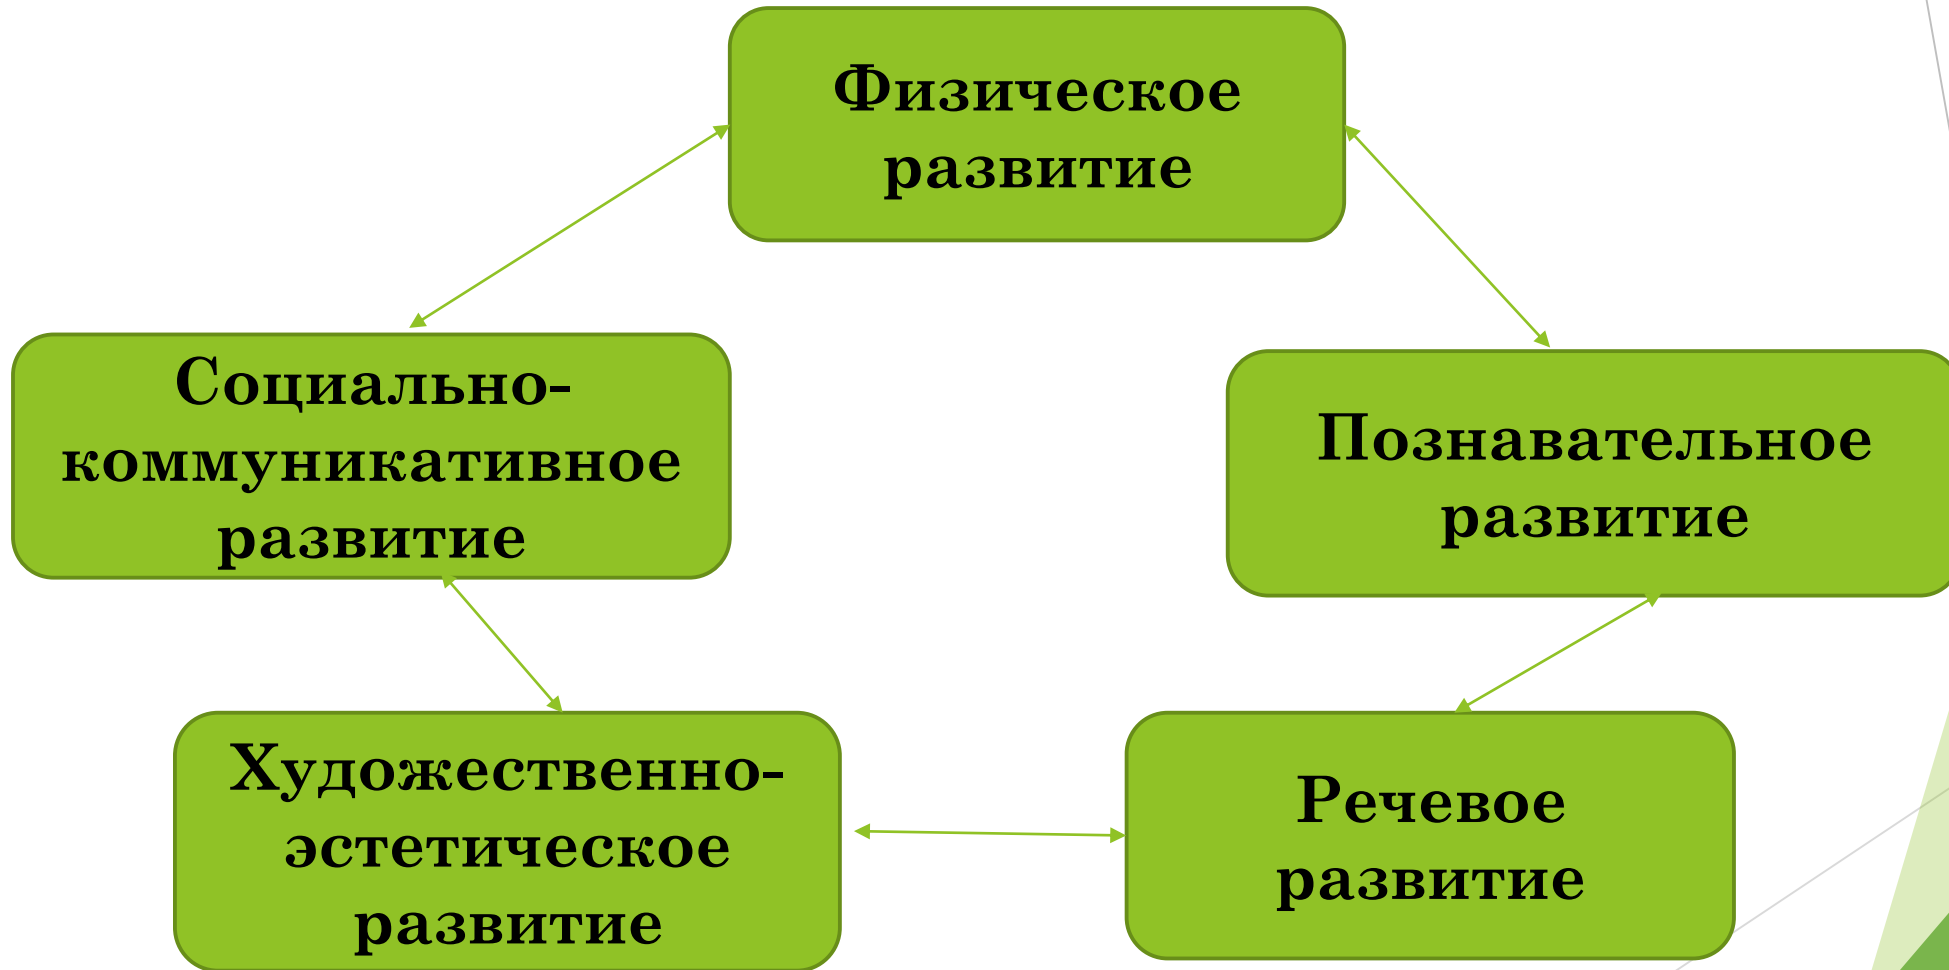 Физическое
развитие
Социально-
коммуникативное
развитие
Познавательное
развитие
Художественно-
эстетическое
развитие
Речевое
развитие